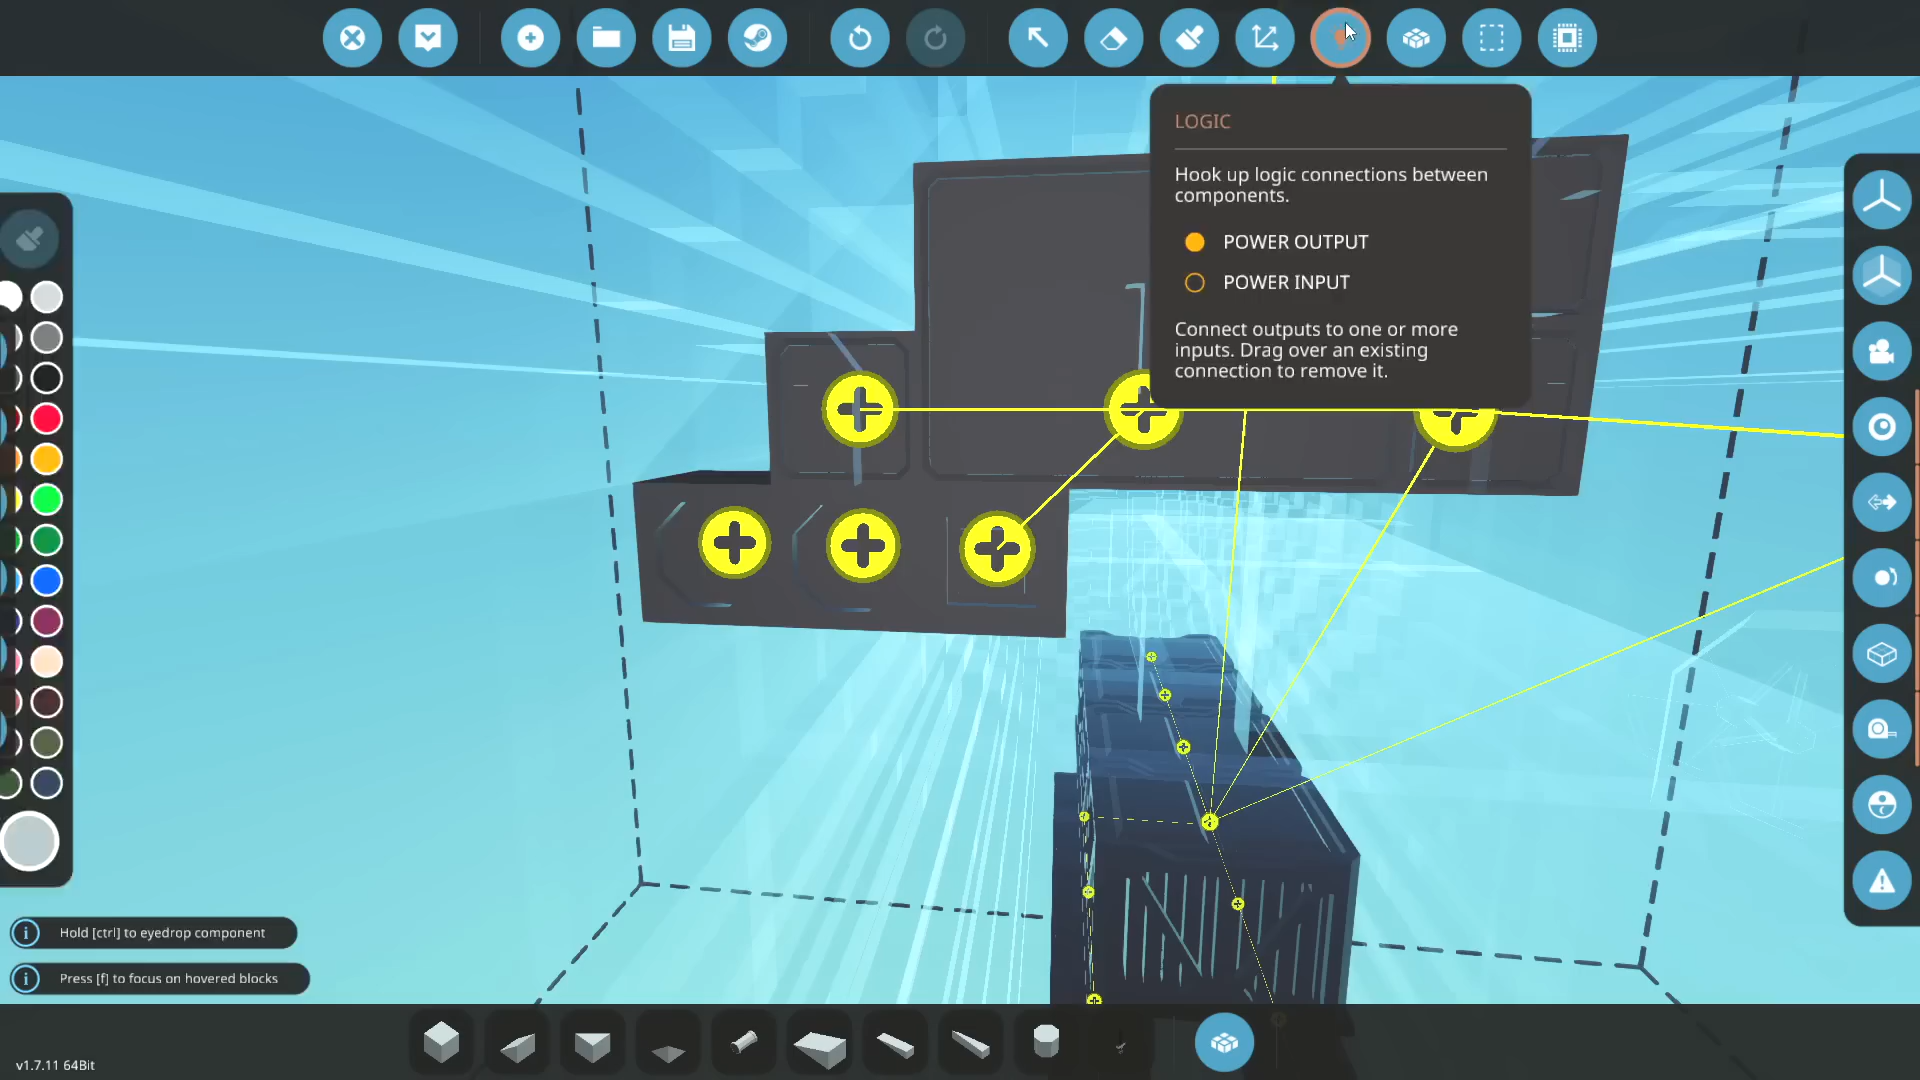 LOGIC
Hook up logic connections between
components.
POWER OUTPUT
POWER INPUT
Connect outputs to one or more
inputs. Drag over an existing
connection to remove it.
Hold [ctrl] to eyedrop component
Press [f] to focus on hovered blocks
v1.7.11 64Bit